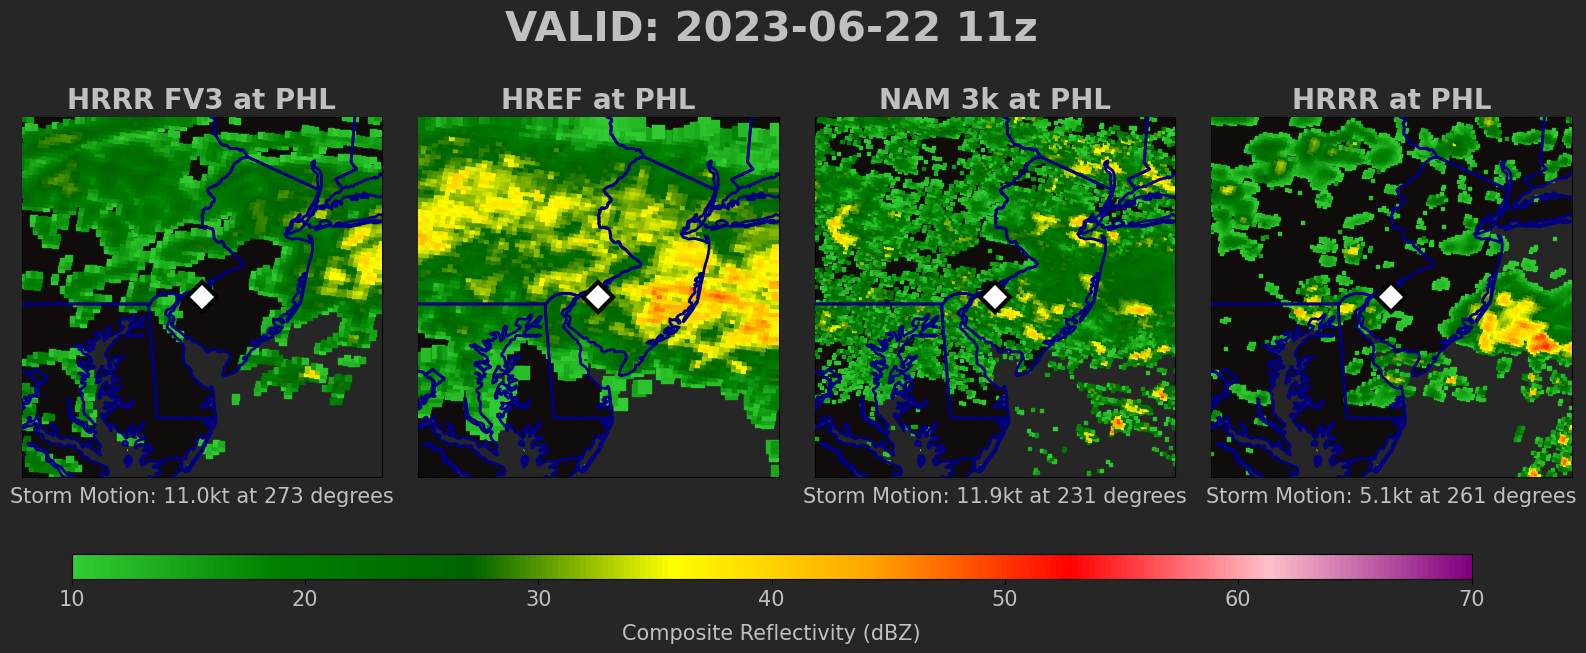 VALID: 2023-06-22 11z
HRRR FV3 at PHL
HREF at PHL
NAM 3k at PHL
HRRR at PHL
Storm Motion: 11.0kt at 273 degrees
Storm Motion: 11.9kt at 231 degrees
Storm Motion: 5.1kt at 261 degrees
10 20 30 40 50 60 70
Composite Reflectivity (dBZ)